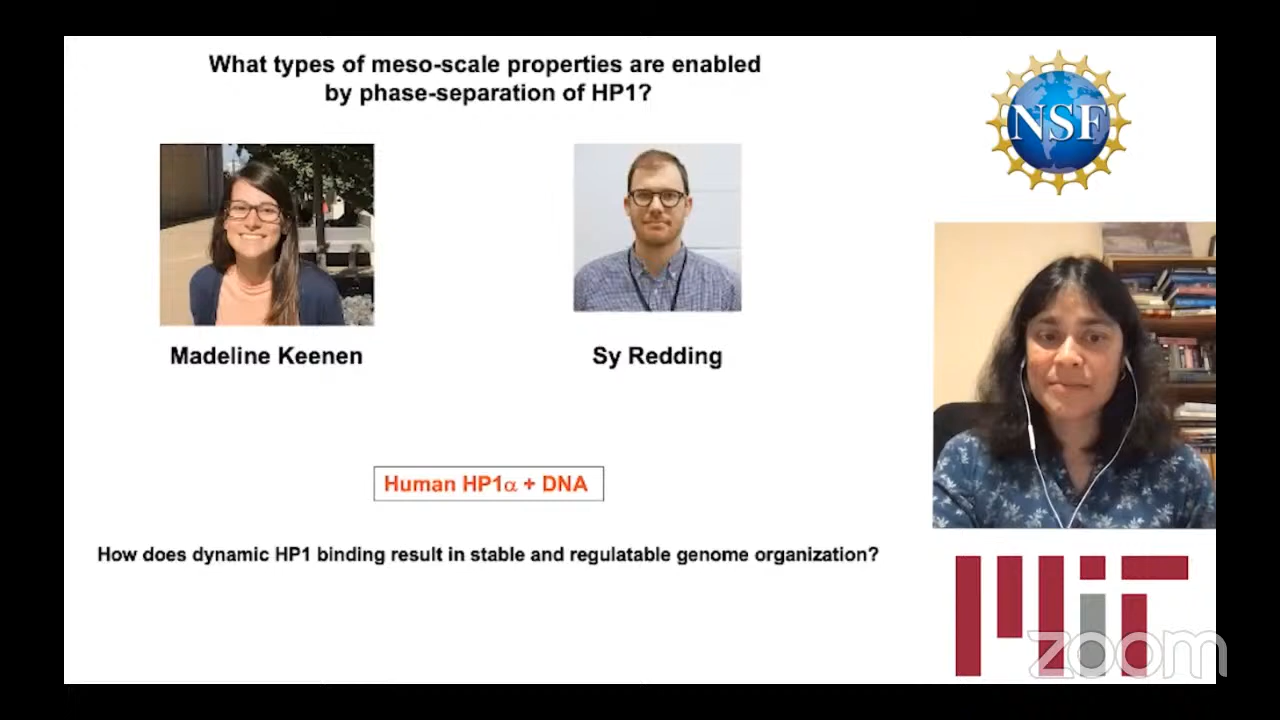 What types of meso-scale properties are enabled
by phase-separation of HP1?
NSF
Madeline Keenen
Sy Redding
Human HP1α + DNA
How does dynamic HP1 binding result in stable and regulatable genome organization?
MIT
zoom